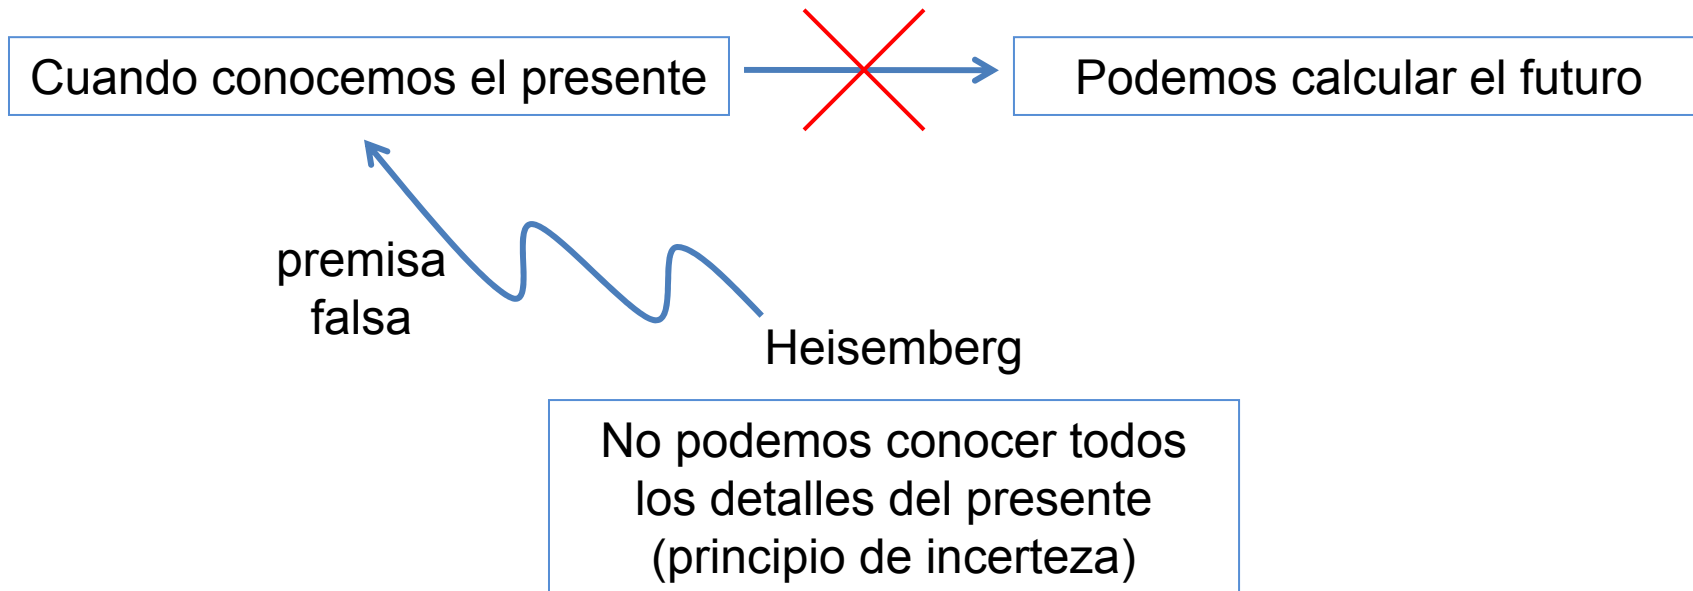 Cuando conocemos el presente
Podemos calcular el futuro
premisa
falsa
Heisemberg
No podemos conocer todos
los detalles del presente
(principio de incerteza)